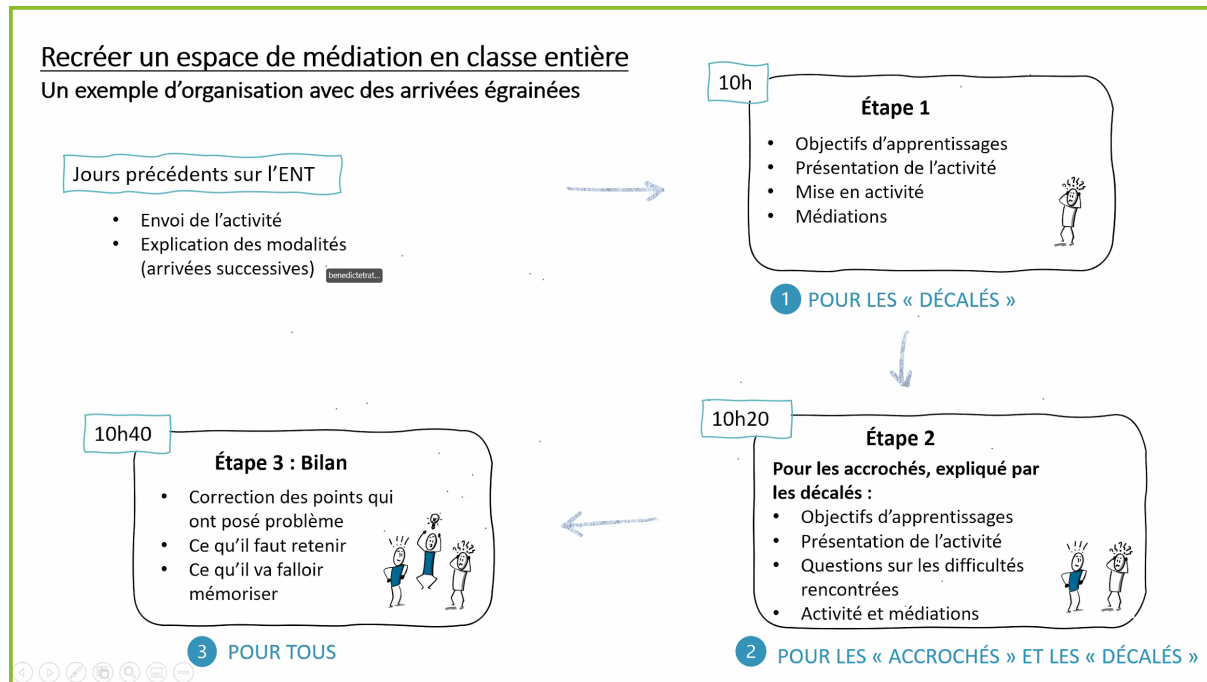 Recréer un espace de médiation en classe entière
Un exemple d'organisation avec des arrivées égrainées
Jours précédents sur l'ENT
• Envoi de l'activité
• Explication des modalités
(arrivées successives)
benedictetrat...
10h
Étape 1
• Objectifs d'apprentissages
• Présentation de l'activité
• Mise en activité
• Médiations
???
1 POUR LES « DÉCALÉS »
10h20
Étape 2
Pour les accrochés, expliqué par
les décalés :
• Objectifs d'apprentissages
• Présentation de l'activité
• Questions sur les difficultés
rencontrées
• Activité et médiations
!!!
???
2 POUR LES « ACCROCHÉS » ET LES « DÉCALÉS »
10h40
Étape 3 : Bilan
• Correction des points qui
ont posé problème
• Ce qu'il faut retenir
• Ce qu'il va falloir
mémoriser
!!!
???
3 POUR TOUS